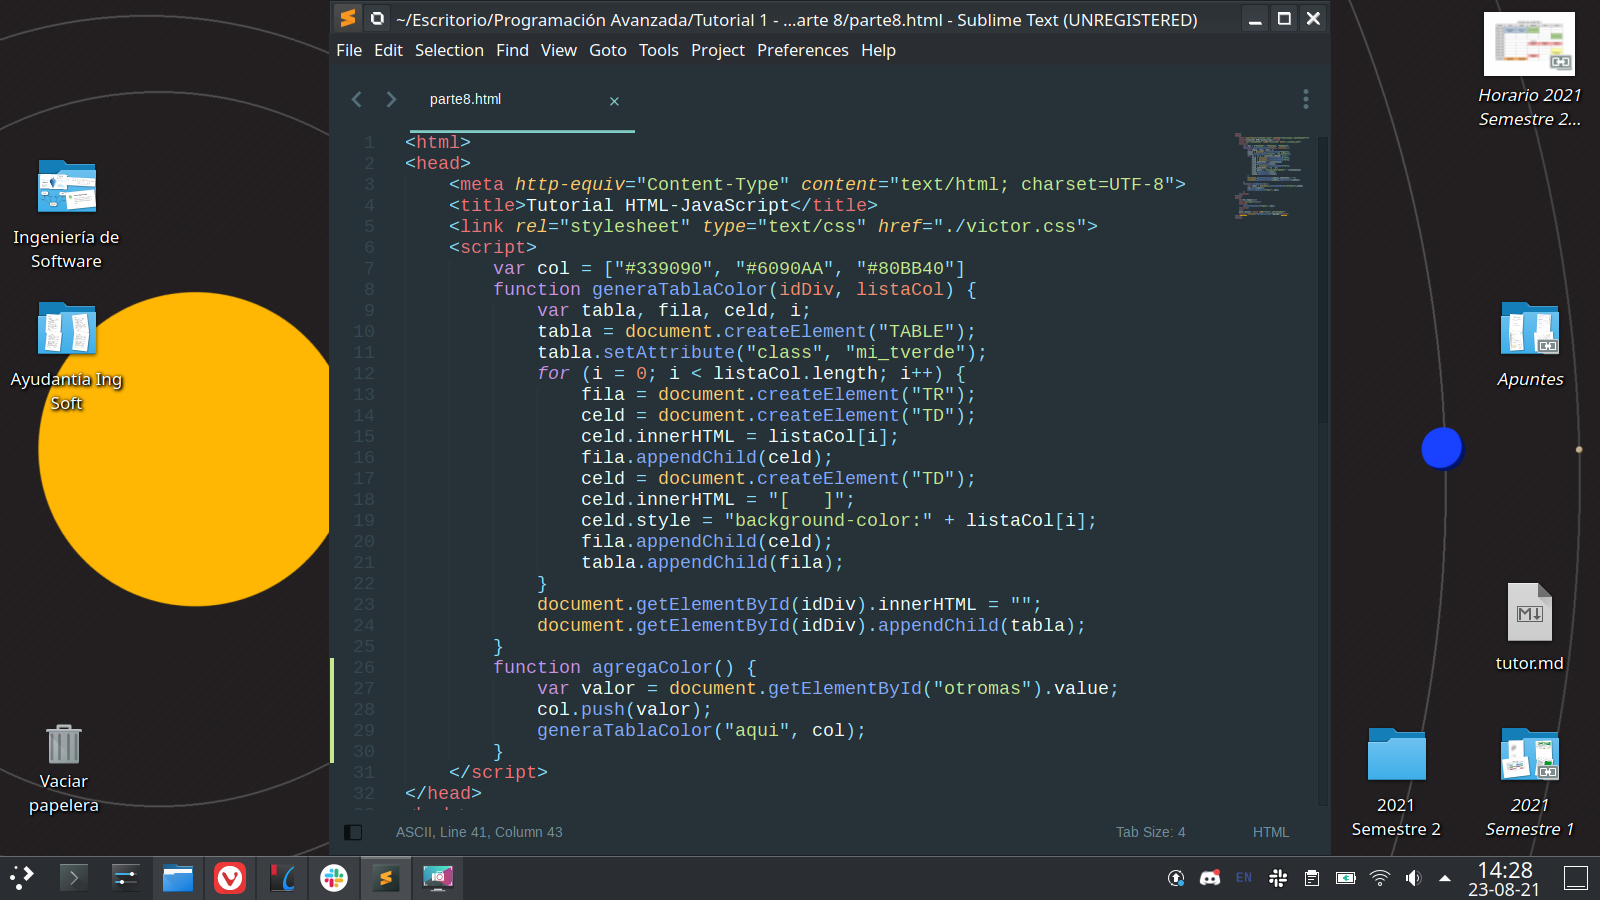 ~/Escritorio/Programación Avanzada/Tutorial 1 - ...arte 8/parte8.html - Sublime Text (UNREGISTERED)
File Edit Selection Find View Goto Tools Project Preferences Help
parte8.html
1 <html>
2 <head>
3 <meta http-equiv="Content-Type" content="text/html; charset=UTF-8">
4 <title>Tutorial HTML-JavaScript</title>
5 <link rel="stylesheet" type="text/css" href="./victor.css">
6 <script>
7 var col = ["#339090", "#6090AA", "#80BB40"]
8 function generaTablaColor(idDiv, listaCol) {
9 var tabla, fila, celd, i;
10 tabla = document.createElement("TABLE");
11 tabla.setAttribute("class", "mi_tverde");
12 for (i = 0; i < listaCol.length; i++) {
13 fila = document.createElement("TR");
14 celd = document.createElement("TD");
15 celd.innerHTML = listaCol[i];
16 fila.appendChild(celd);
17 celd = document.createElement("TD");
18 celd.innerHTML = "[   ]";
19 celd.style = "background-color:" + listaCol[i];
20 fila.appendChild(celd);
21 tabla.appendChild(fila);
22 }
23 document.getElementById(idDiv).innerHTML = "";
24 document.getElementById(idDiv).appendChild(tabla);
25 }
26 function agregaColor() {
27 var valor = document.getElementById("otromas").value;
28 col.push(valor);
29 generaTablaColor("aqui", col);
30 }
31 </script>
32 </head>
ASCII, Line 41, Column 43
Tab Size: 4
HTML
Ingeniería de
Software
Ayudantía Ing
Soft
Vaciar
papelera
Horario 2021
Semestre 2...
Apuntes
tutor.md
2021
Semestre 2
2021
Semestre 1
EN
14:28
23-08-21